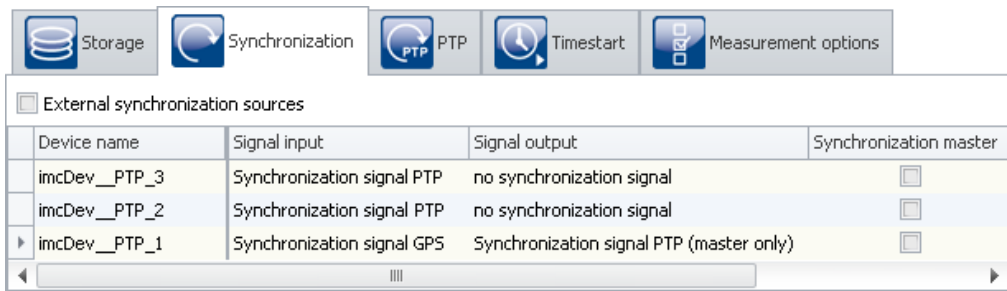 Storage Synchronization PTP PTP Timestart Measurement options
External synchronization sources
Device name Signal input Signal output Synchronization master
imcDev__PTP_3 Synchronization signal PTP no synchronization signal
imcDev__PTP_2 Synchronization signal PTP no synchronization signal
imcDev__PTP_1 Synchronization signal GPS Synchronization signal PTP (master only)